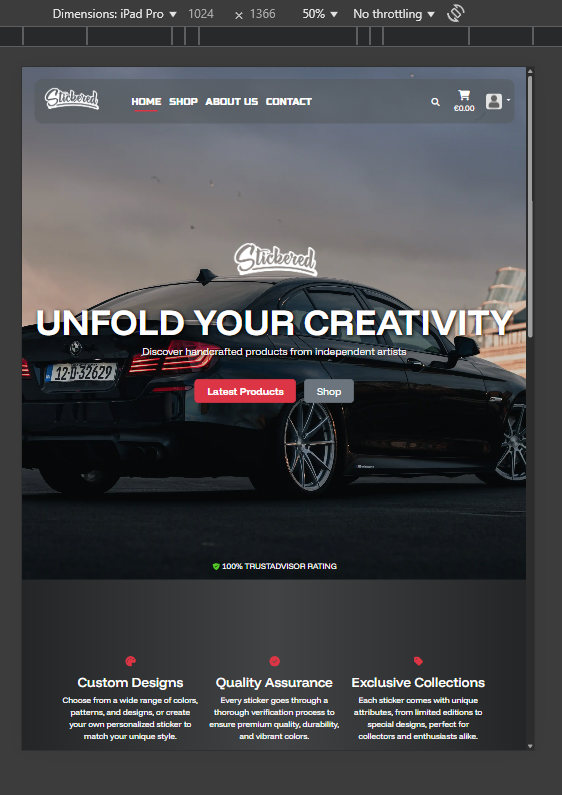 Dimensions: iPad Pro 1024 × 1366 50% No throttling
Stickered HOME SHOP ABOUT US CONTACT €0.00
Stickered
UNFOLD YOUR CREATIVITY
Discover handcrafted products from independent artists
12-D-32629
Latest Products Shop
100% TRUSTADVISOR RATING
Custom Designs
Choose from a wide range of colors,
patterns, and designs, or create
your own personalized sticker to
match your unique style.
Quality Assurance
Every sticker goes through a
thorough verification process to
ensure premium quality, durability,
and vibrant colors.
Exclusive Collections
Each sticker comes with unique
attributes, from limited editions to
special designs, perfect for
collectors and enthusiasts alike.